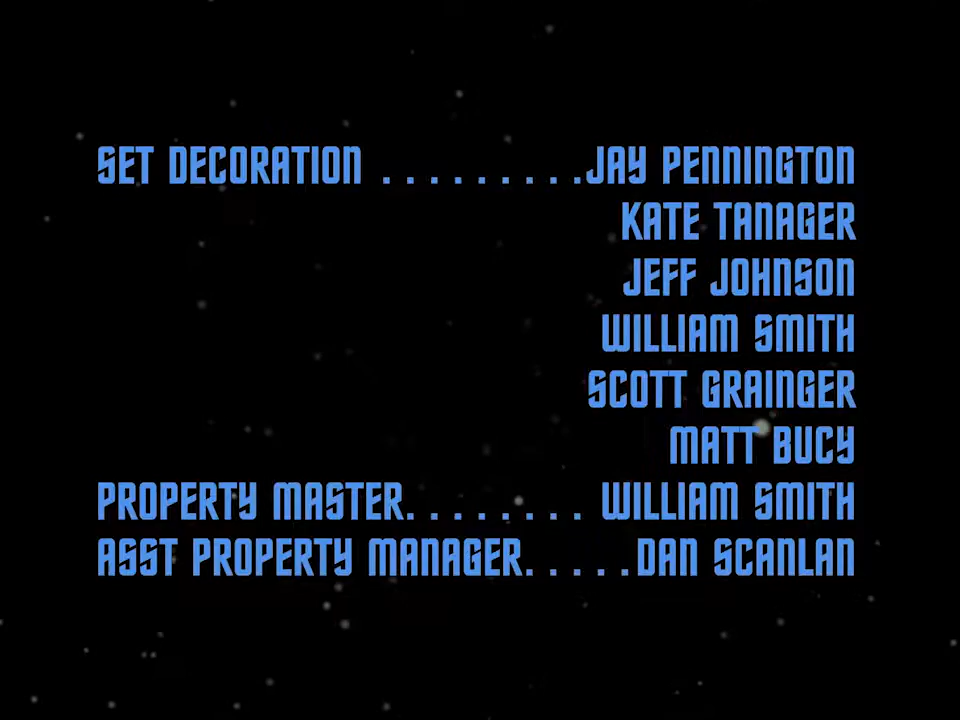 SET DECORATION .........JAY PENNINGTON
KATE TANAGER
JEFF JOHNSON
WILLIAM SMITH
SCOTT GRAINGER
MATT BUCY
PROPERTY MASTER........ WILLIAM SMITH
ASST PROPERTY MANAGER.....DAN SCANLAN